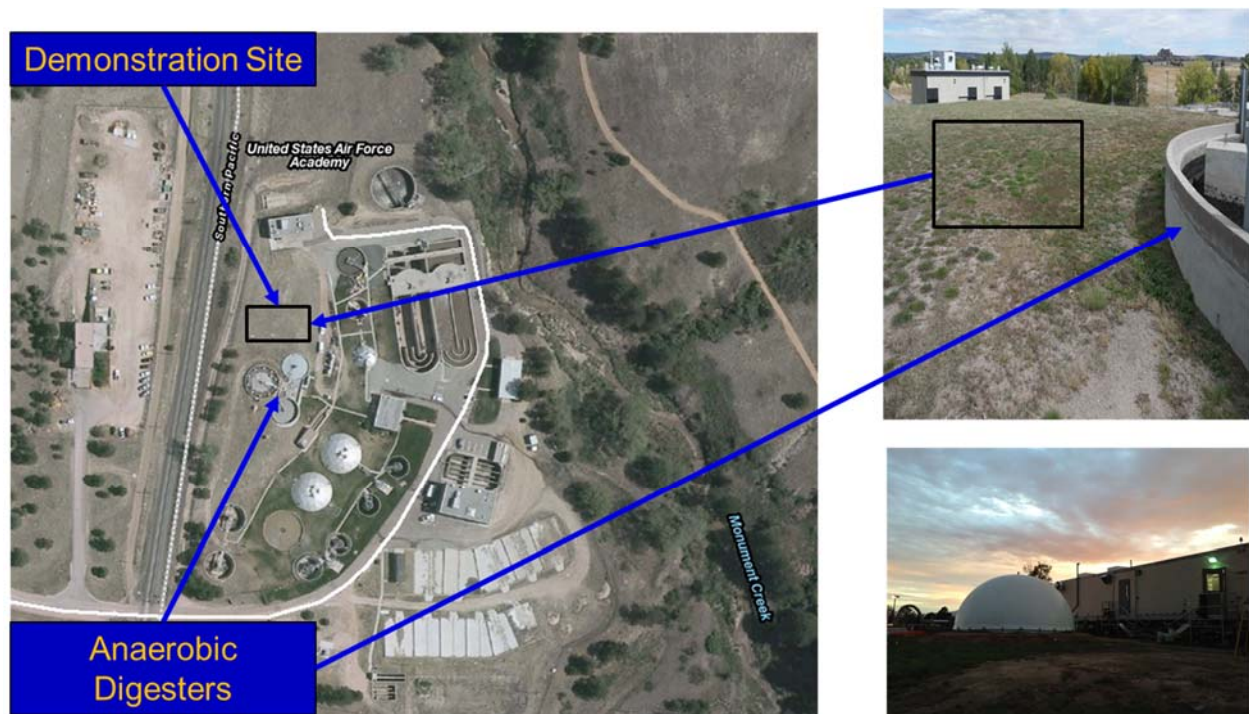 Demonstration Site
United States Air Force
Academy
Southern Pacific
Monument Creek
Anaerobic
Digesters